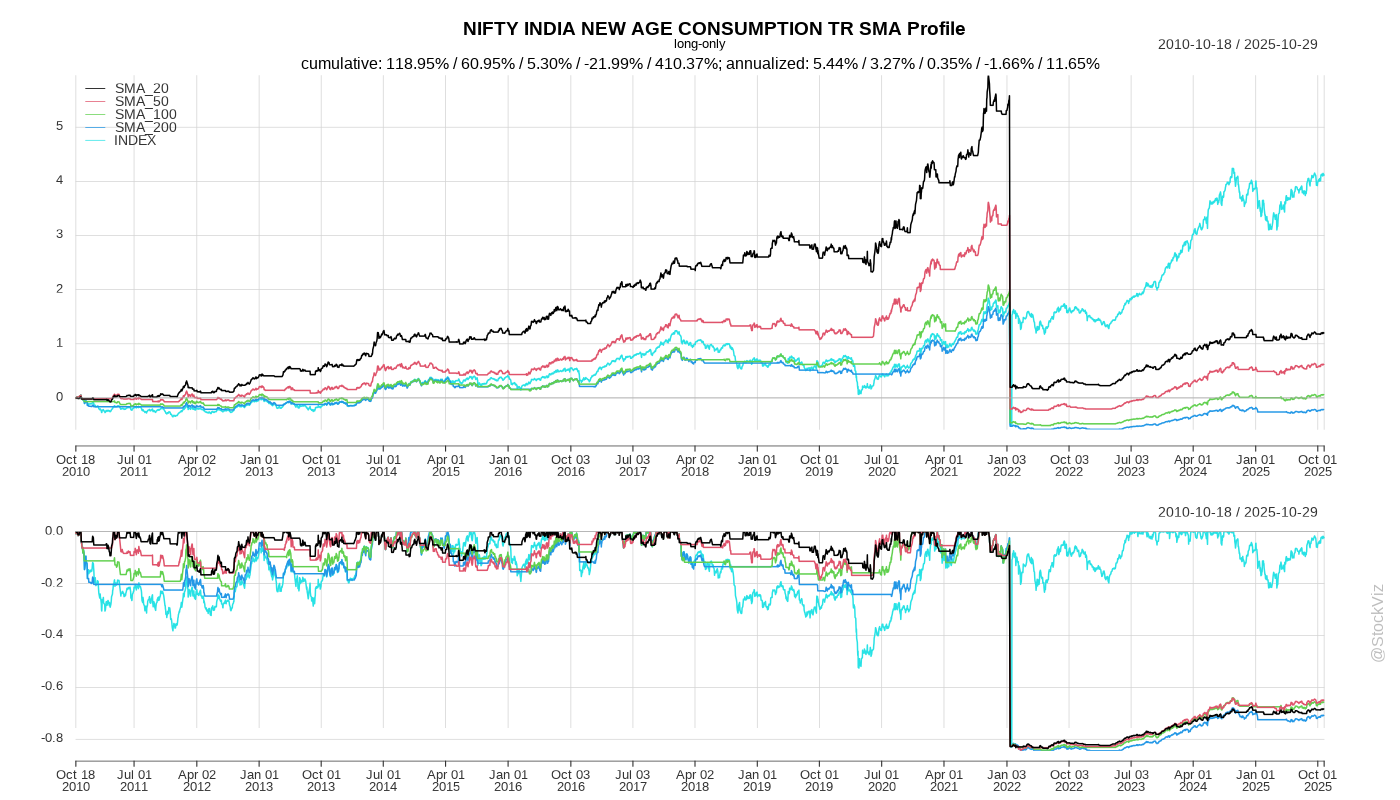 NIFTY INDIA NEW AGE CONSUMPTION TR SMA Profile
long-only
2010-10-18 / 2025-10-29
cumulative: 118.95% / 60.95% / 5.30% / -21.99% / 410.37%; annualized: 5.44% / 3.27% / 0.35% / -1.66% / 11.65%
SMA_20
SMA_50
SMA_100
SMA_200
INDEX
5
4
3
2
1
0
Oct 18 Jul 01 Apr 02 Jan 01 Oct 01 Jul 01 Apr 01 Jan 01 Oct 03 Jul 03 Apr 02 Jan 01 Oct 01 Jul 01 Apr 01 Jan 03 Oct 03 Jul 03 Apr 01 Jan 01 Oct 01
2010 2011 2012 2013 2013 2014 2015 2016 2016 2017 2018 2019 2019 2020 2021 2022 2022 2023 2024 2025 2025
2010-10-18 / 2025-10-29
0.0
-0.2
-0.4
-0.6
-0.8
Oct 18 Jul 01 Apr 02 Jan 01 Oct 01 Jul 01 Apr 01 Jan 01 Oct 03 Jul 03 Apr 02 Jan 01 Oct 01 Jul 01 Apr 01 Jan 03 Oct 03 Jul 03 Apr 01 Jan 01 Oct 01
2010 2011 2012 2013 2013 2014 2015 2016 2016 2017 2018 2019 2019 2020 2021 2022 2022 2023 2024 2025 2025
@StockViz